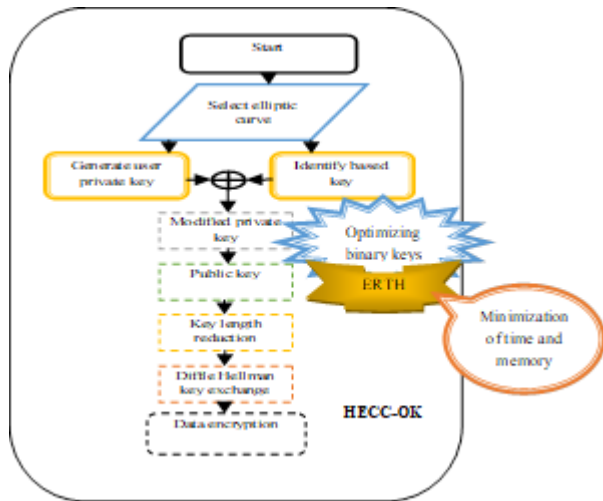 Start
Select elliptic
curve
Generate user
private key
Identify based
key
Modified private
key
Optimizing
binary keys
Public key
ERTH
Key length
reduction
Minimization
of time and
memory
Diffle Hellman
key exchange
HECC-OK
Data encryption